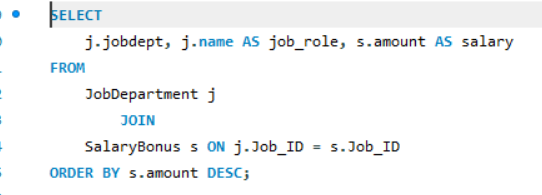 SELECT
j.jobdept, j.name AS job_role, s.amount AS salary
FROM
JobDepartment j
JOIN
SalaryBonus s ON j.Job_ID = s.Job_ID
ORDER BY s.amount DESC;